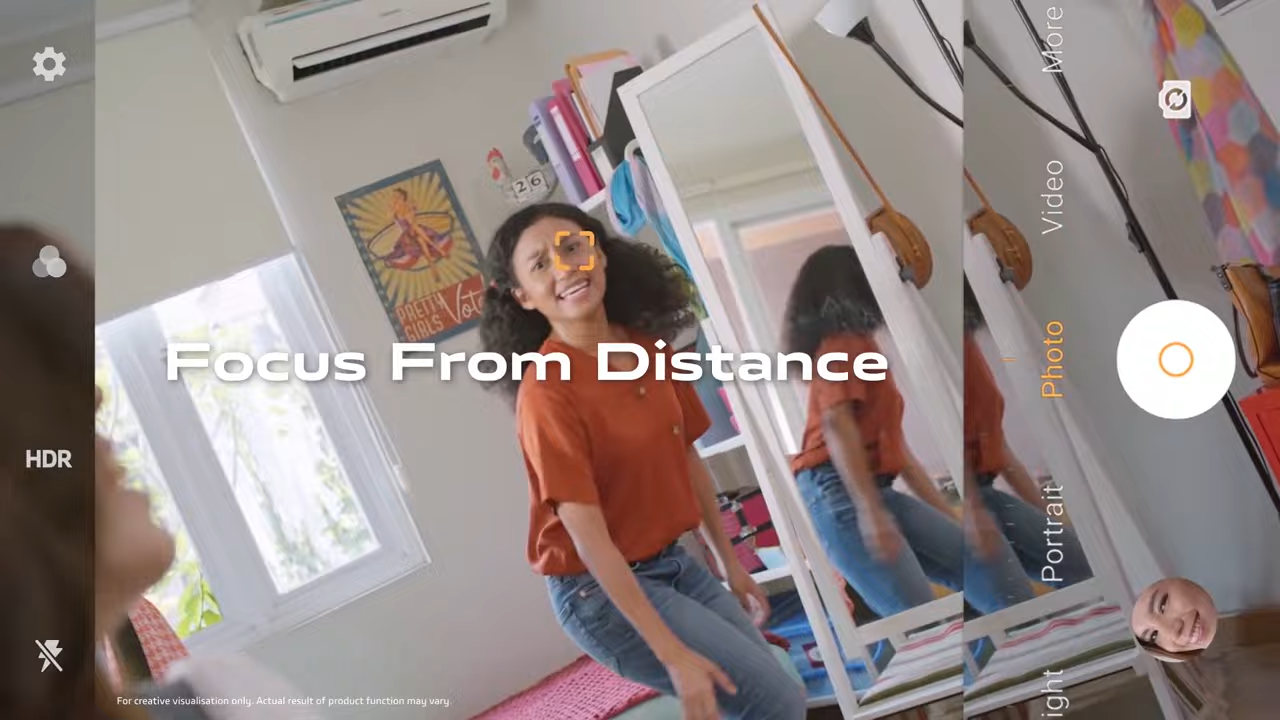 More
Video
Photo
Portrait
ight
HDR
26
PRETTY
GIRLS Vote
Focus From Distance
For creative visualisation only. Actual result of product function may vary.